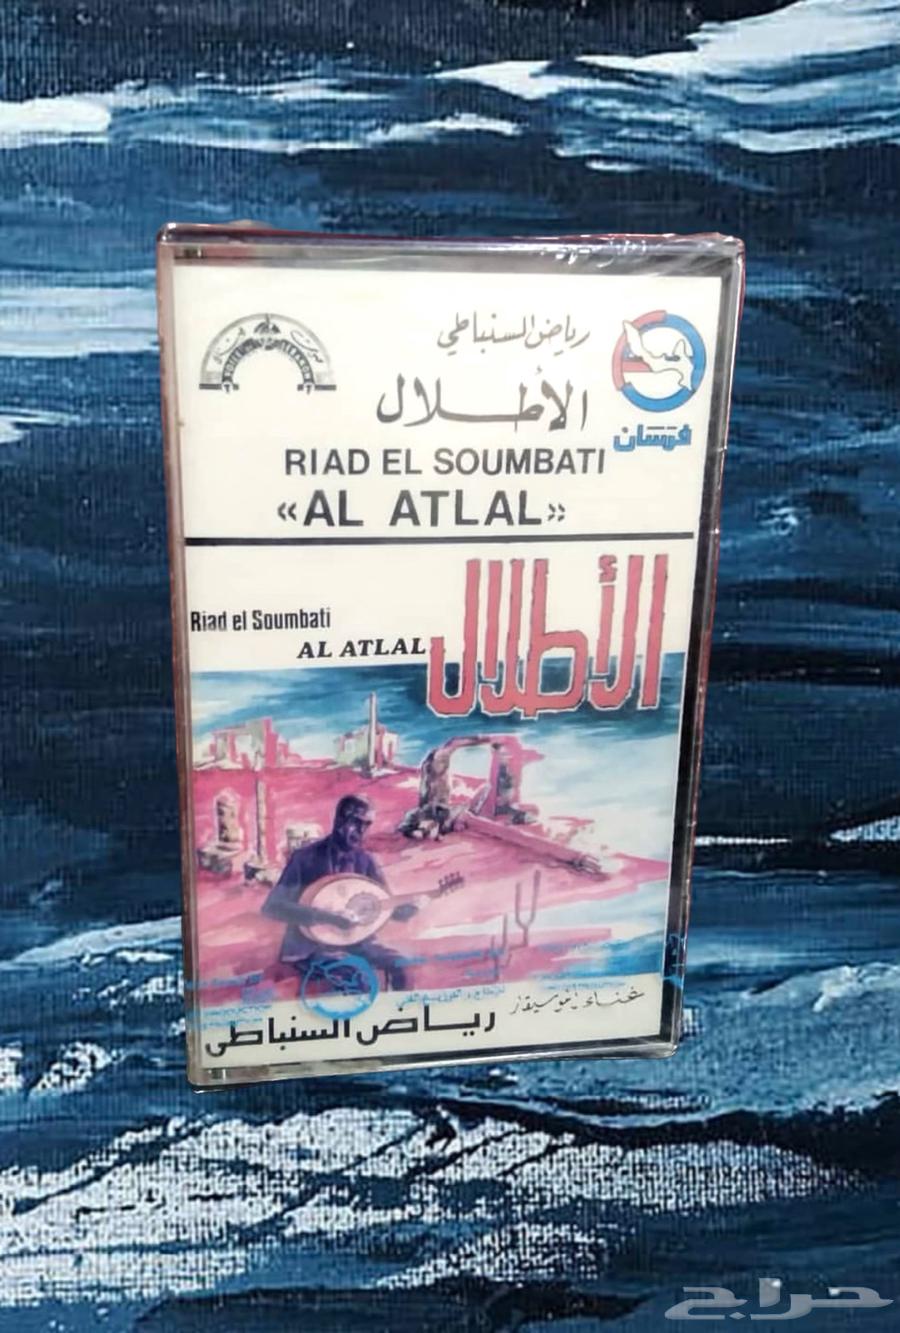 رياض السنباطي
الأطلال
فرسان
RIAD EL SOUMBATI
«AL ATLAL»
Riad el Soumbati
AL ATLAL
الأطلال
غناء الموسيقار
رياض السنباطي
حراج